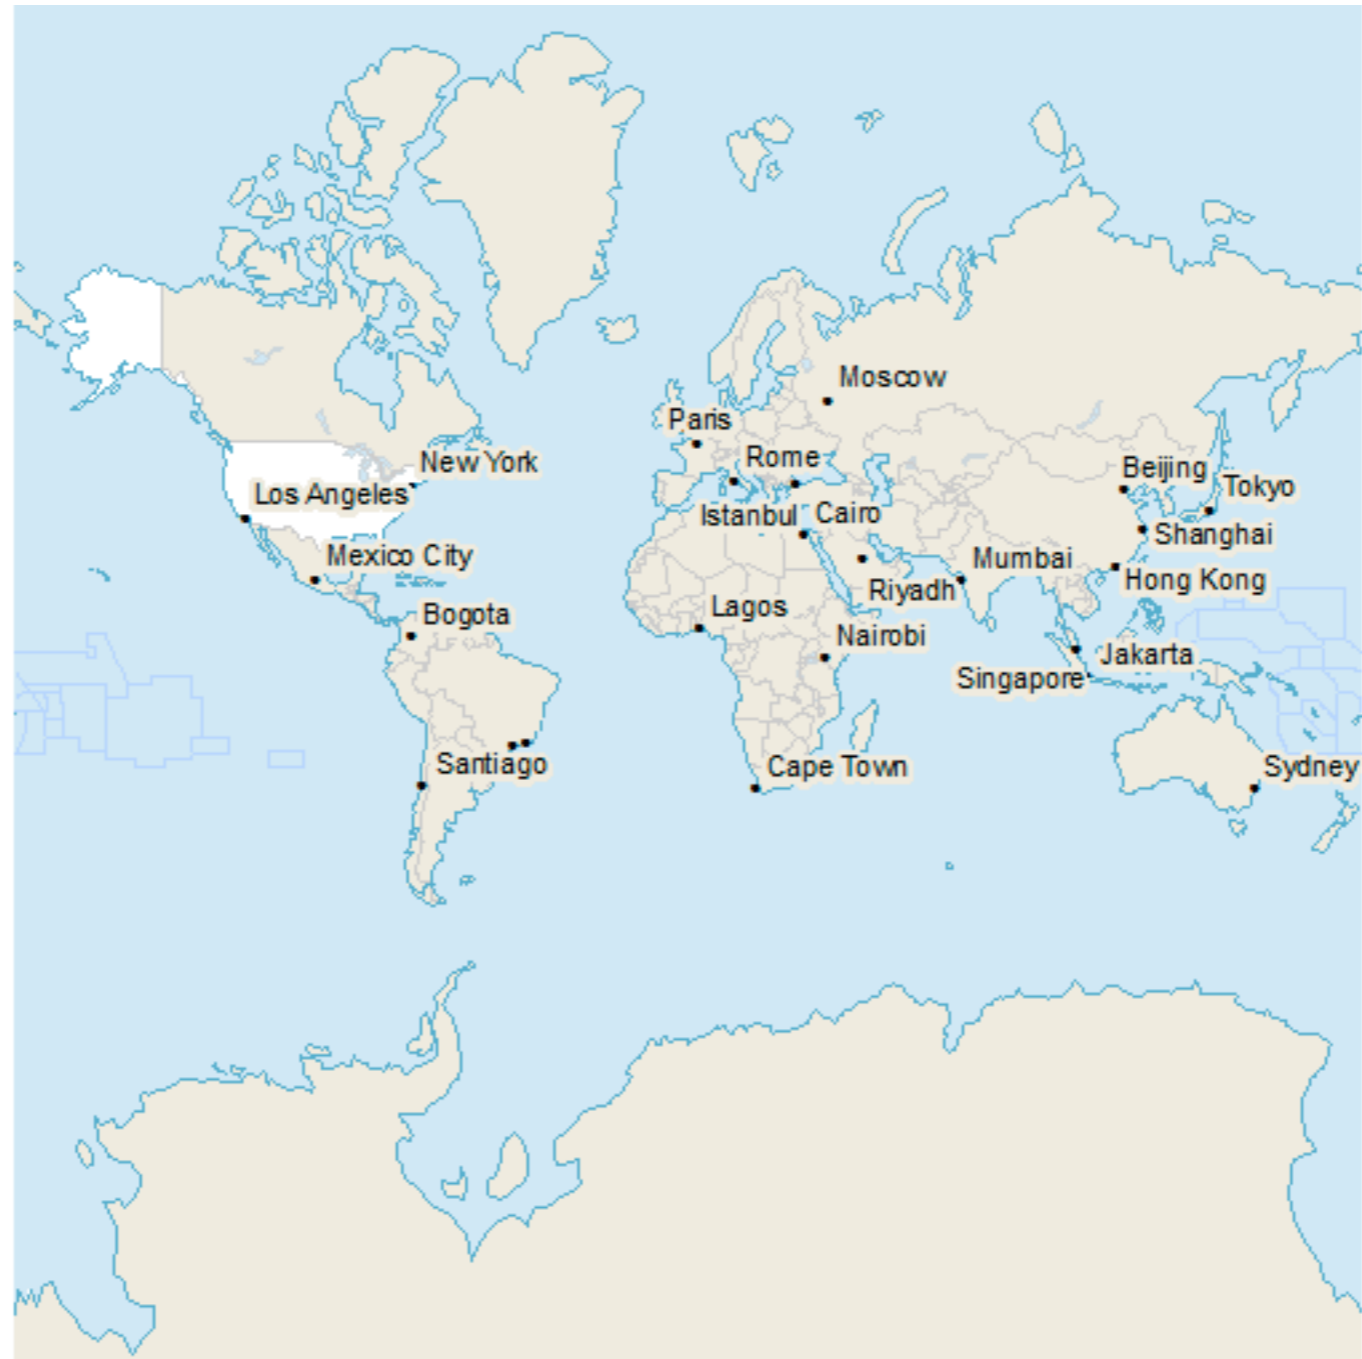 Moscow
Paris
Rome
New York
Beijing
Tokyo
Los Angeles
Istanbul
Cairo
Shanghai
Mexico City
Mumbai
Hong Kong
Riyadh
Bogota
Lagos
Nairobi
Jakarta
Singapore
Santiago
Cape Town
Sydney